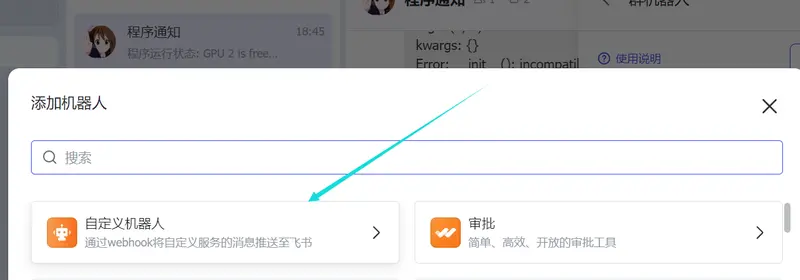 程序通知
18:45
程序运行状态: GPU 2 is free...
程序通知
群机器人
kwargs: {}
Error: __init__(): incompatil
使用说明
添加机器人
搜索
自定义机器人
通过webhook将自定义服务的消息推送至飞书
审批
简单、高效、开放的审批工具